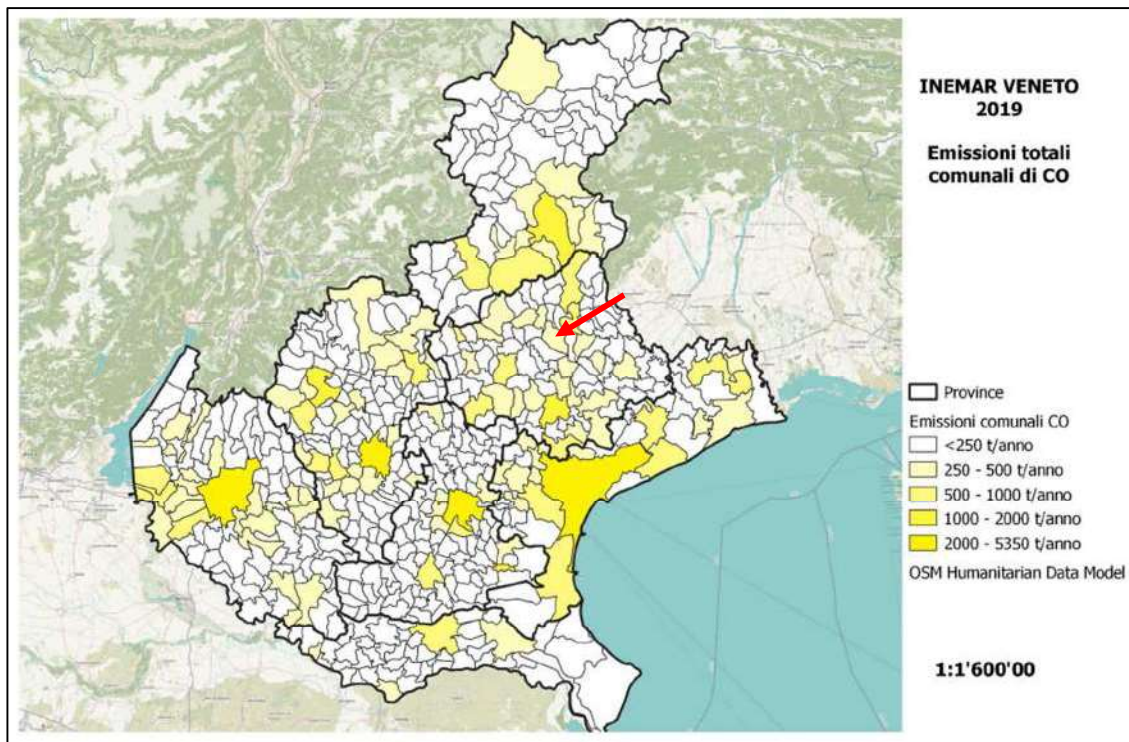 INEMAR VENETO
2019
Emissioni totali
comunali di CO
Province
Emissioni comunali CO
<250 t/anno
250 - 500 t/anno
500 - 1000 t/anno
1000 - 2000 t/anno
2000 - 5350 t/anno
OSM Humanitarian Data Model
1:1'600'00